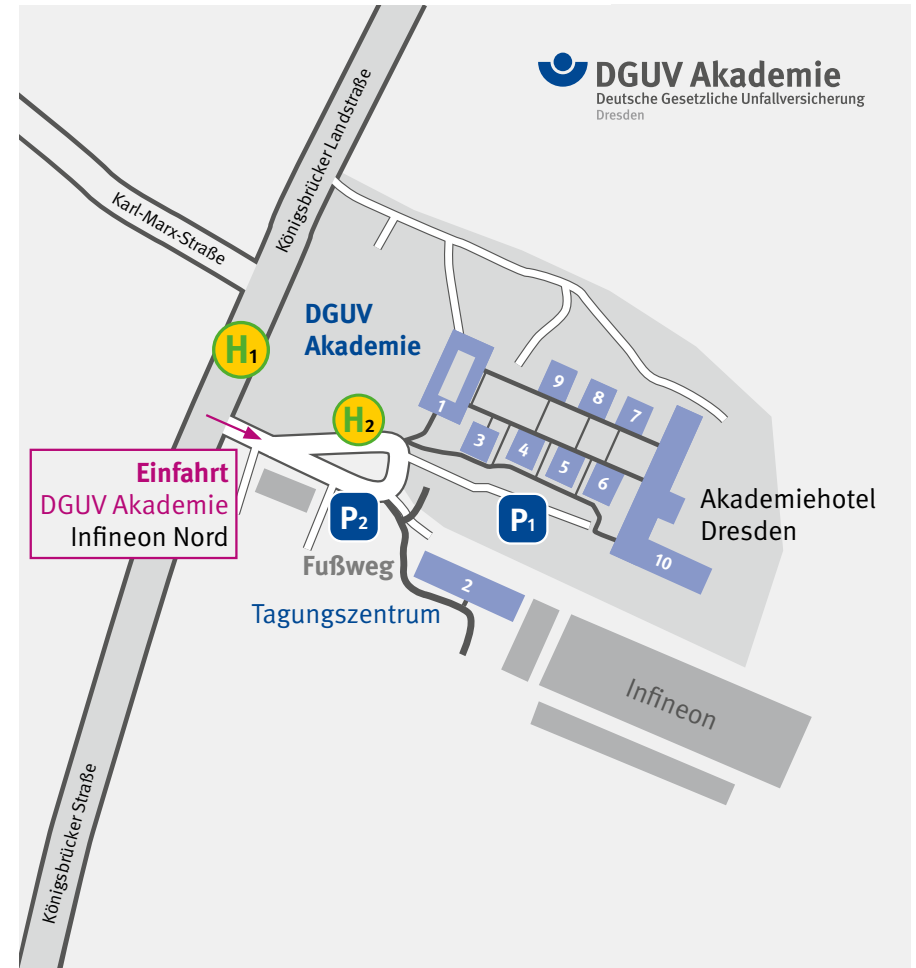 DGUV Akademie
Deutsche Gesetzliche Unfallversicherung
Dresden
Königsbrücker Landstraße
Karl-Marx-Straße
DGUV
Akademie
H1
H2
1
9
8
7
3
4
5
6
10
Einfahrt
DGUV Akademie
Infineon Nord
P2
P1
Akademiehotel
Dresden
Fußweg
2
Tagungszentrum
Infineon
Königsbrücker Straße